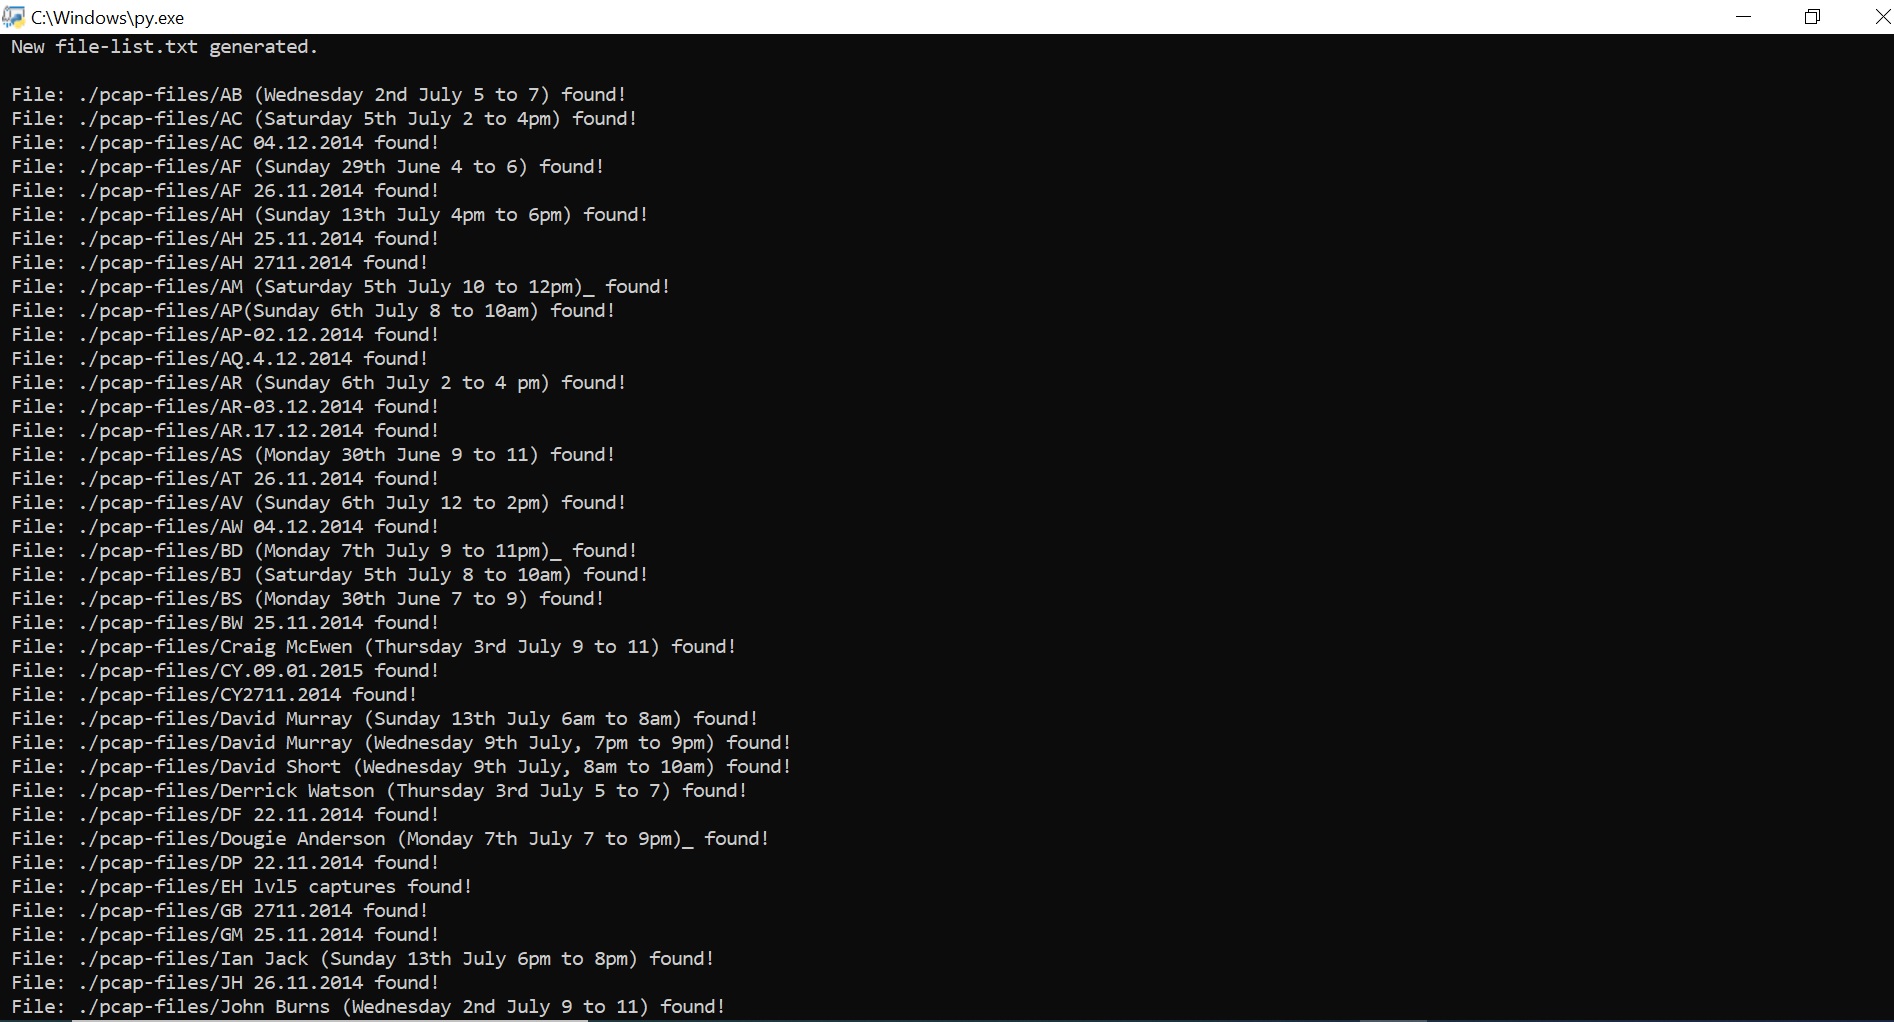 C:\Windows\py.exe
New file-list.txt generated.
File: ./pcap-files/AB (Wednesday 2nd July 5 to 7) found!
File: ./pcap-files/AC (Saturday 5th July 2 to 4pm) found!
File: ./pcap-files/AC 04.12.2014 found!
File: ./pcap-files/AF (Sunday 29th June 4 to 6) found!
File: ./pcap-files/AF 26.11.2014 found!
File: ./pcap-files/AH (Sunday 13th July 4pm to 6pm) found!
File: ./pcap-files/AH 25.11.2014 found!
File: ./pcap-files/AH 2711.2014 found!
File: ./pcap-files/AM (Saturday 5th July 10 to 12pm)_ found!
File: ./pcap-files/AP(Sunday 6th July 8 to 10am) found!
File: ./pcap-files/AP-02.12.2014 found!
File: ./pcap-files/AQ.4.12.2014 found!
File: ./pcap-files/AR (Sunday 6th July 2 to 4 pm) found!
File: ./pcap-files/AR-03.12.2014 found!
File: ./pcap-files/AR.17.12.2014 found!
File: ./pcap-files/AS (Monday 30th June 9 to 11) found!
File: ./pcap-files/AT 26.11.2014 found!
File: ./pcap-files/AV (Sunday 6th July 12 to 2pm) found!
File: ./pcap-files/AW 04.12.2014 found!
File: ./pcap-files/BD (Monday 7th July 9 to 11pm)_ found!
File: ./pcap-files/BJ (Saturday 5th July 8 to 10am) found!
File: ./pcap-files/BS (Monday 30th June 7 to 9) found!
File: ./pcap-files/BW 25.11.2014 found!
File: ./pcap-files/Craig McEwen (Thursday 3rd July 9 to 11) found!
File: ./pcap-files/CY.09.01.2015 found!
File: ./pcap-files/CY2711.2014 found!
File: ./pcap-files/David Murray (Sunday 13th July 6am to 8am) found!
File: ./pcap-files/David Murray (Wednesday 9th July, 7pm to 9pm) found!
File: ./pcap-files/David Short (Wednesday 9th July, 8am to 10am) found!
File: ./pcap-files/Derrick Watson (Thursday 3rd July 5 to 7) found!
File: ./pcap-files/DF 22.11.2014 found!
File: ./pcap-files/Dougie Anderson (Monday 7th July 7 to 9pm)_ found!
File: ./pcap-files/DP 22.11.2014 found!
File: ./pcap-files/EH lvl5 captures found!
File: ./pcap-files/GB 2711.2014 found!
File: ./pcap-files/GM 25.11.2014 found!
File: ./pcap-files/Ian Jack (Sunday 13th July 6pm to 8pm) found!
File: ./pcap-files/JH 26.11.2014 found!
File: ./pcap-files/John Burns (Wednesday 2nd July 9 to 11) found!